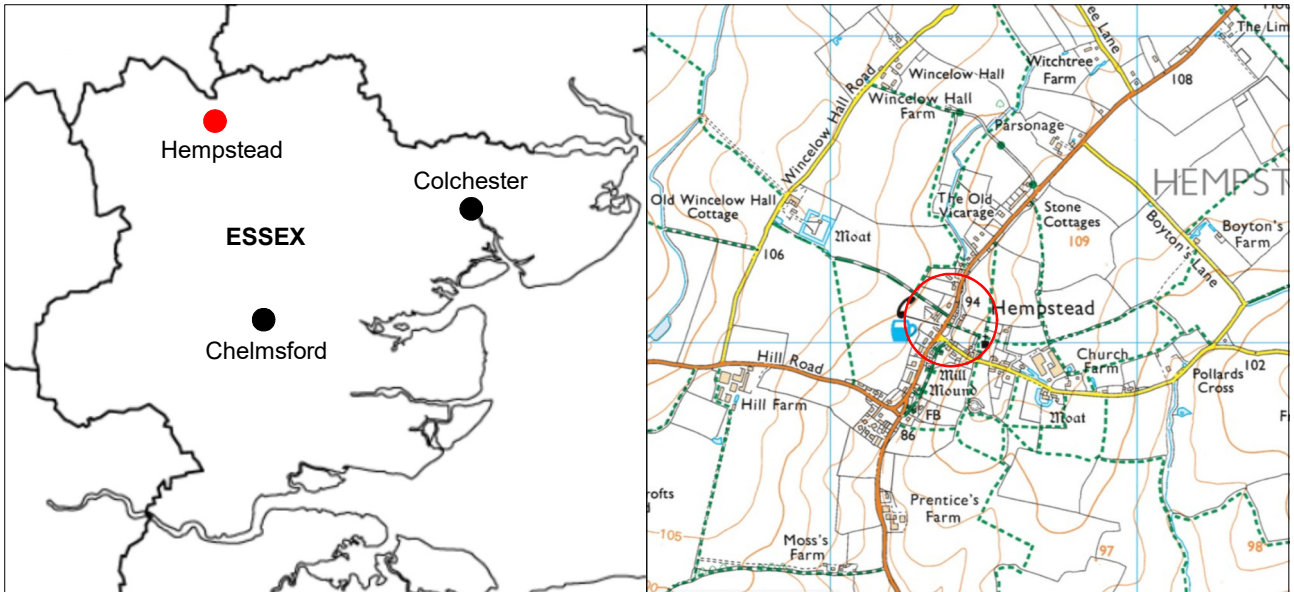 Hempstead
Colchester
ESSEX
Chelmsford
Wincelow Hall Road
Wincelow Hall
Wincelow Hall
Farm
ee Lane
Witchtree
Farm
108
The Lim
Parsonage
HEMPST
Old Wincelow Hall
Cottage
Moat
106
The Old
Vicarage
Stone
Cottages
109
Boyton's Lane
Boyton's
Farm
94
Hempstead
Hill Road
Hill Farm
Mill
Mound
FB
86
Church
Farm
Moat
Pollards
Cross
102
Prentice's
Farm
rofts
105
Moss's
Farm
97
98